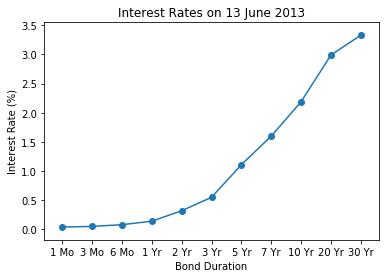 Interest Rates on 13 June 2013
3.5
3.0
2.5
2.0
1.5
1.0
0.5
0.0
Interest Rate (%)
1 Mo 3 Mo 6 Mo 1 Yr 2 Yr 3 Yr 5 Yr 7 Yr 10 Yr 20 Yr 30 Yr
Bond Duration